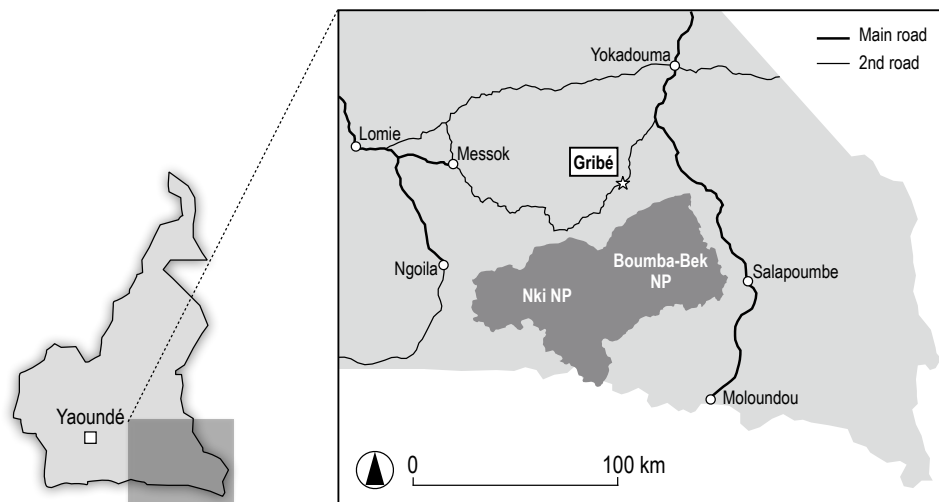 Main road
2nd road
Yokadouma
Lomie
Messok
Gribé
Boumba-Bek
NP
Ngoila
Salapoumbe
Nki NP
Yaoundé
Moloundou
0
100 km